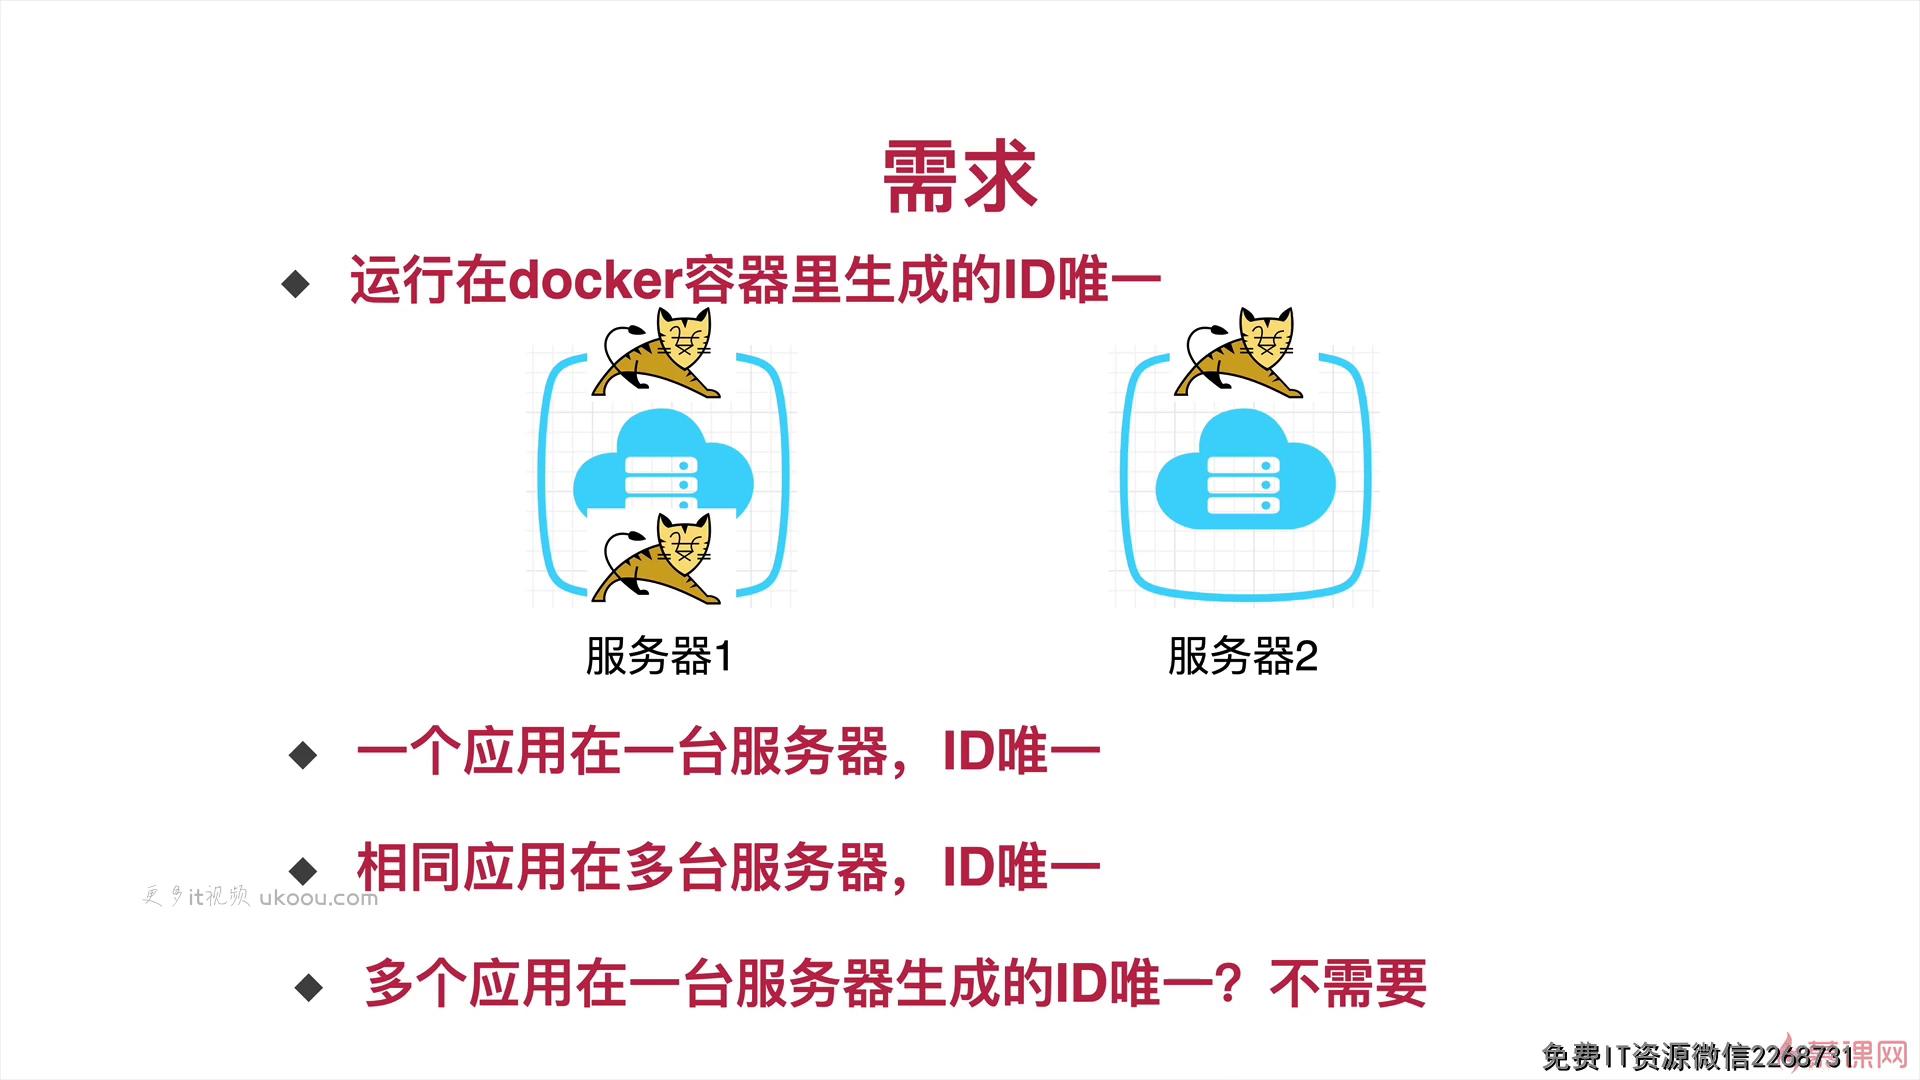 需求
运行在docker容器里生成的ID唯一
服务器1
服务器2
一个应用在一台服务器，ID唯一
相同应用在多台服务器，ID唯一
更多it视频 ukoou.com
多个应用在一台服务器生成的ID唯一？不需要
免费IT资源微信2268731
慕课网